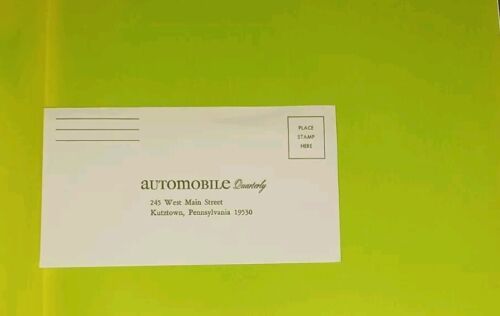 PLACE
STAMP
HERE
AUTOMOBILE Quarterly
245 West Main Street
Kutztown, Pennsylvania 19530